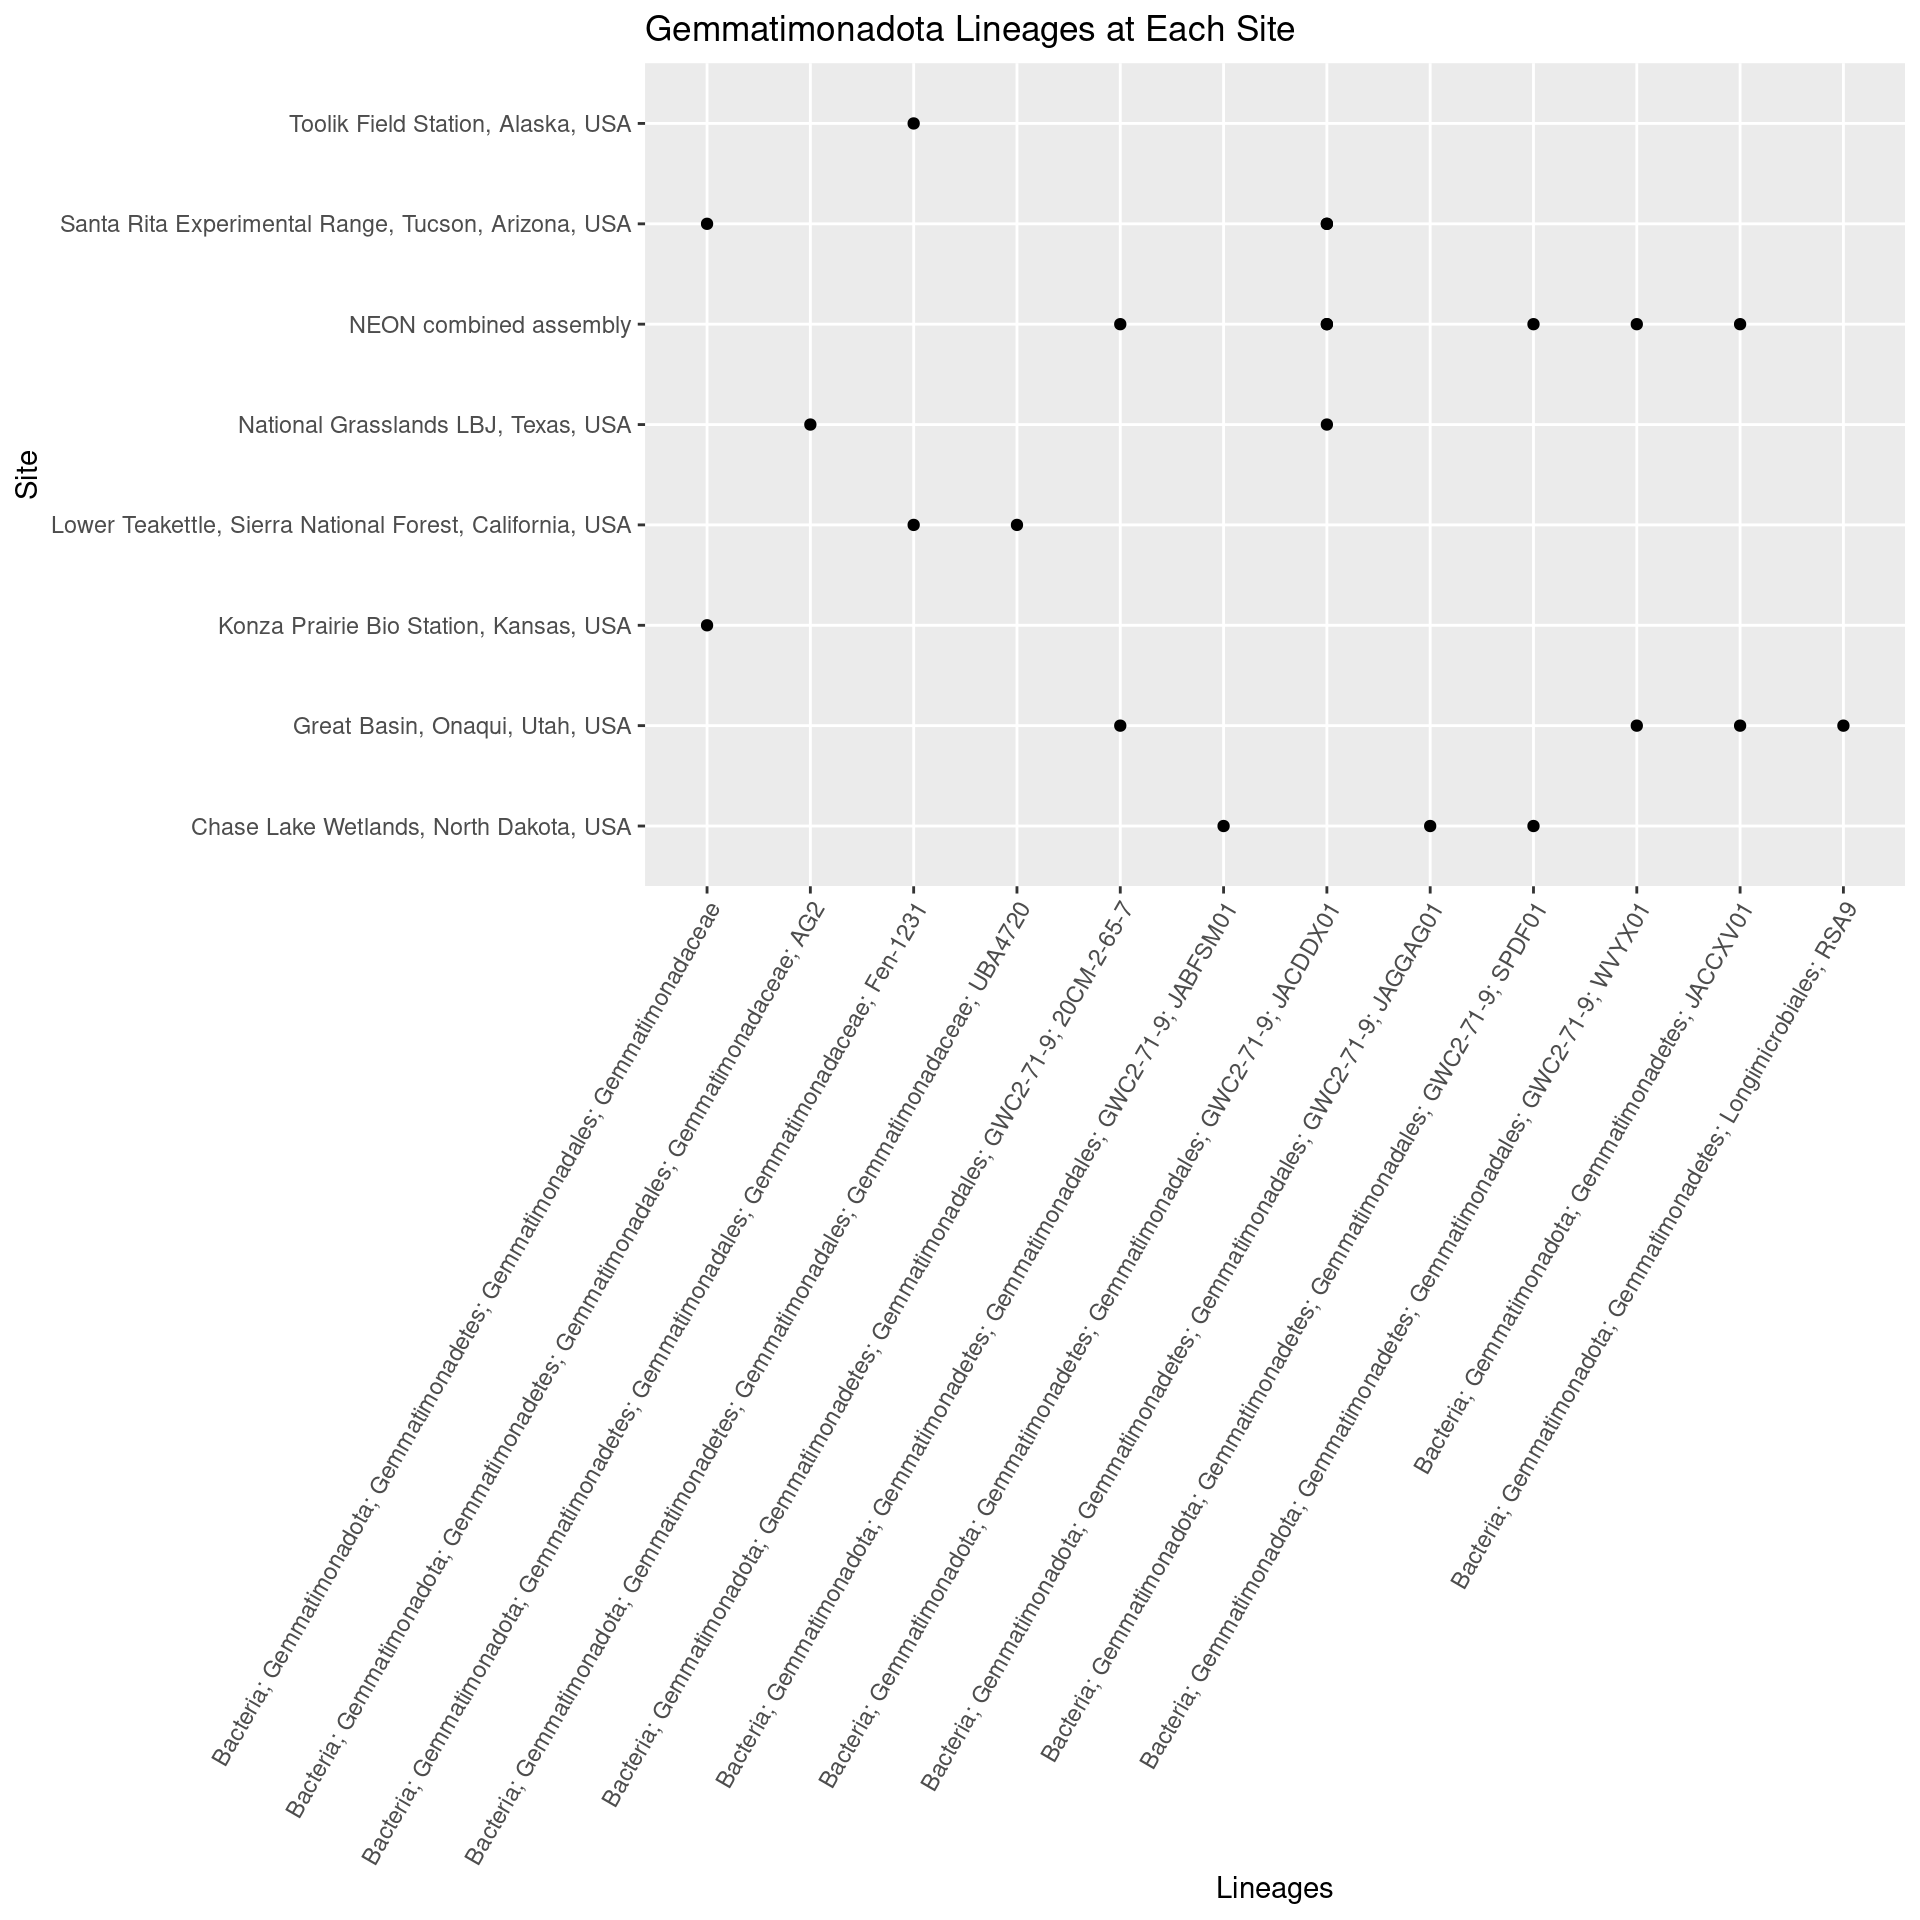 Gemmatimonadota Lineages at Each Site
Site
Toolik Field Station, Alaska, USA
Santa Rita Experimental Range, Tucson, Arizona, USA
NEON combined assembly
National Grasslands LBJ, Texas, USA
Lower Teakettle, Sierra National Forest, California, USA
Konza Prairie Bio Station, Kansas, USA
Great Basin, Onaqui, Utah, USA
Chase Lake Wetlands, North Dakota, USA
Bacteria; Gemmatimonadota; Gemmatimonadetes; Gemmatimonadales; Gemmatimonadaceae
Bacteria; Gemmatimonadota; Gemmatimonadetes; Gemmatimonadales; Gemmatimonadaceae; AG2
Bacteria; Gemmatimonadota; Gemmatimonadetes; Gemmatimonadales; Gemmatimonadaceae; Fen-1231
Bacteria; Gemmatimonadota; Gemmatimonadetes; Gemmatimonadales; Gemmatimonadaceae; UBA4720
Bacteria; Gemmatimonadota; Gemmatimonadetes; Gemmatimonadales; GWC2-71-9; 20CM-2-65-7
Bacteria; Gemmatimonadota; Gemmatimonadetes; Gemmatimonadales; GWC2-71-9; JABFSM01
Bacteria; Gemmatimonadota; Gemmatimonadetes; Gemmatimonadales; GWC2-71-9; JACDDX01
Bacteria; Gemmatimonadota; Gemmatimonadetes; Gemmatimonadales; GWC2-71-9; JAGGAG01
Bacteria; Gemmatimonadota; Gemmatimonadetes; Gemmatimonadales; GWC2-71-9; SPDF01
Bacteria; Gemmatimonadota; Gemmatimonadetes; Gemmatimonadales; GWC2-71-9; WVYX01
Bacteria; Gemmatimonadota; Gemmatimonadetes; JACCXV01
Bacteria; Gemmatimonadota; Gemmatimonadetes; Longimicrobiales; RSA9
Lineages